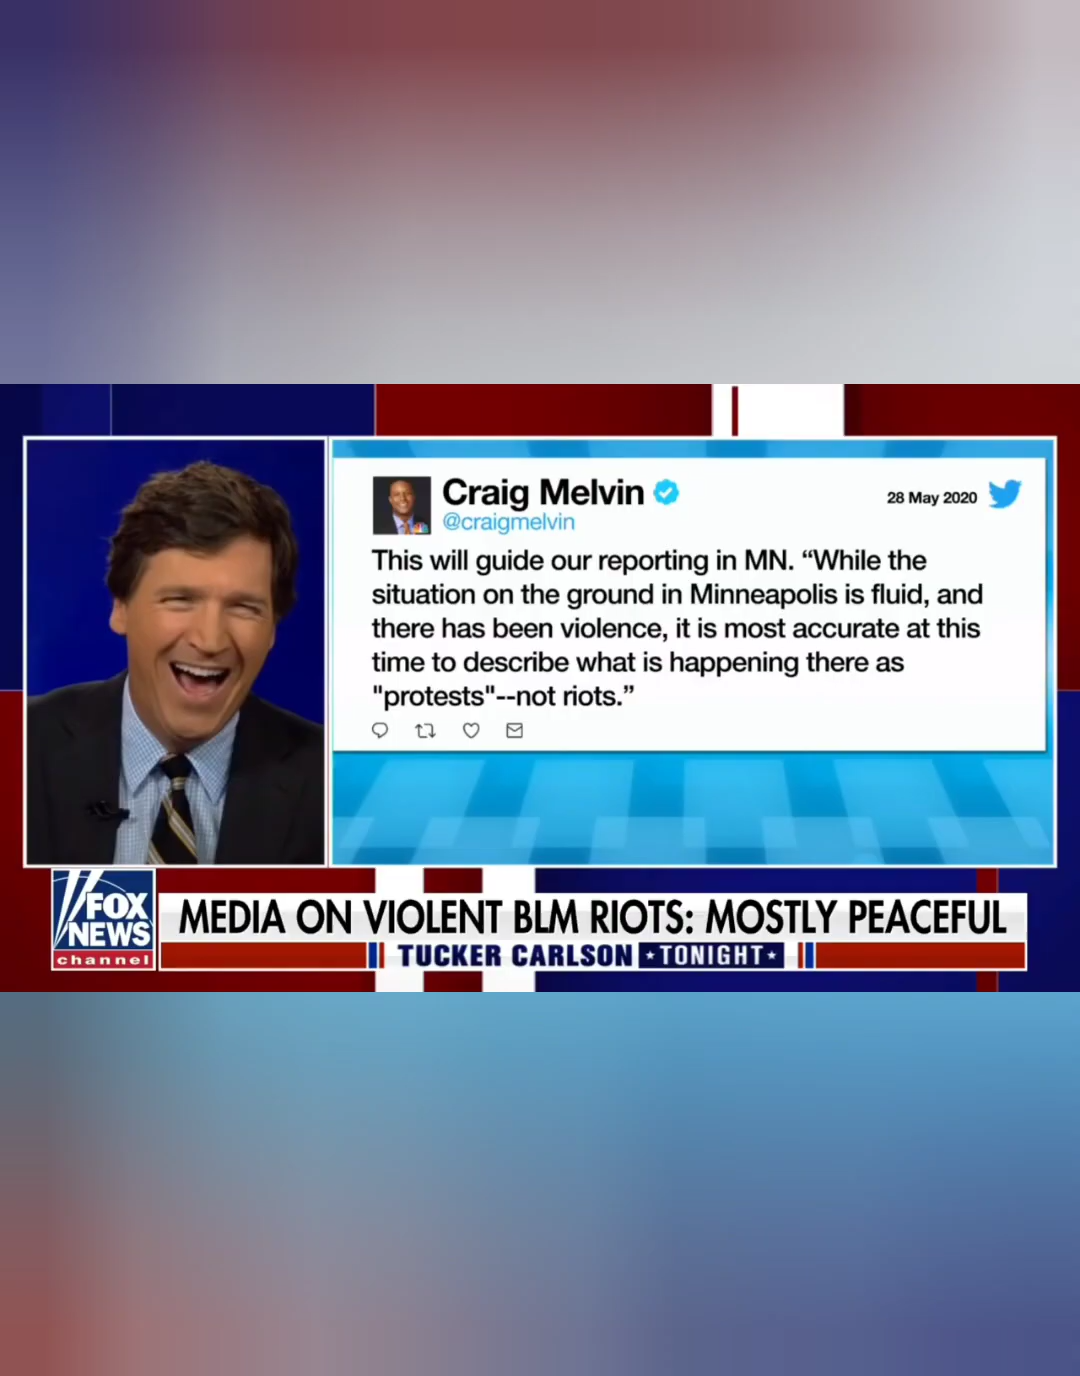 Craig Melvin
@craigmelvin
28 May 2020
This will guide our reporting in MN. “While the
situation on the ground in Minneapolis is fluid, and
there has been violence, it is most accurate at this
time to describe what is happening there as
"protests"--not riots.”
FOX
NEWS
channel
MEDIA ON VIOLENT BLM RIOTS: MOSTLY PEACEFUL
TUCKER CARLSON TONIGHT